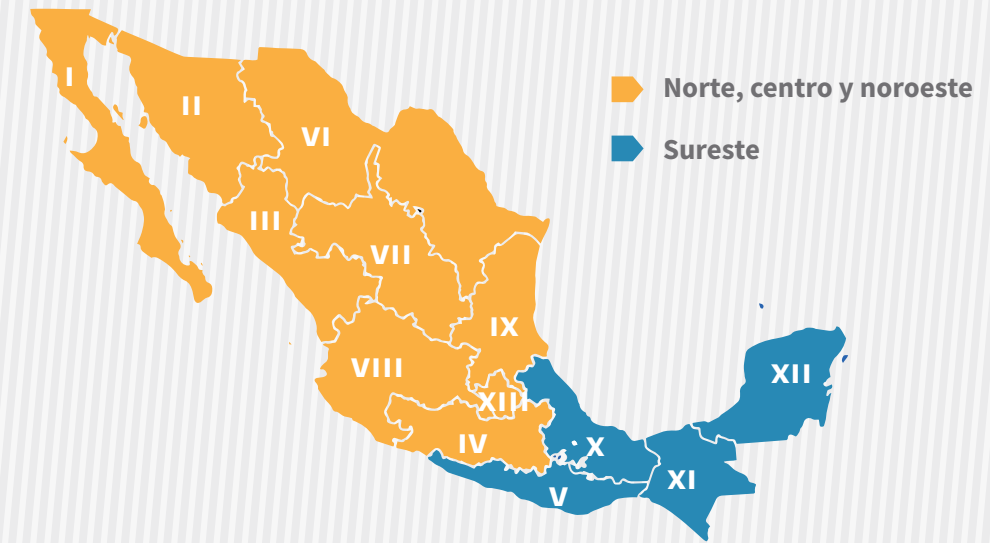 I
II
Norte, centro y noroeste
VI
Sureste
III
VII
IX
VIII
XII
XIII
IV
X
XI
V